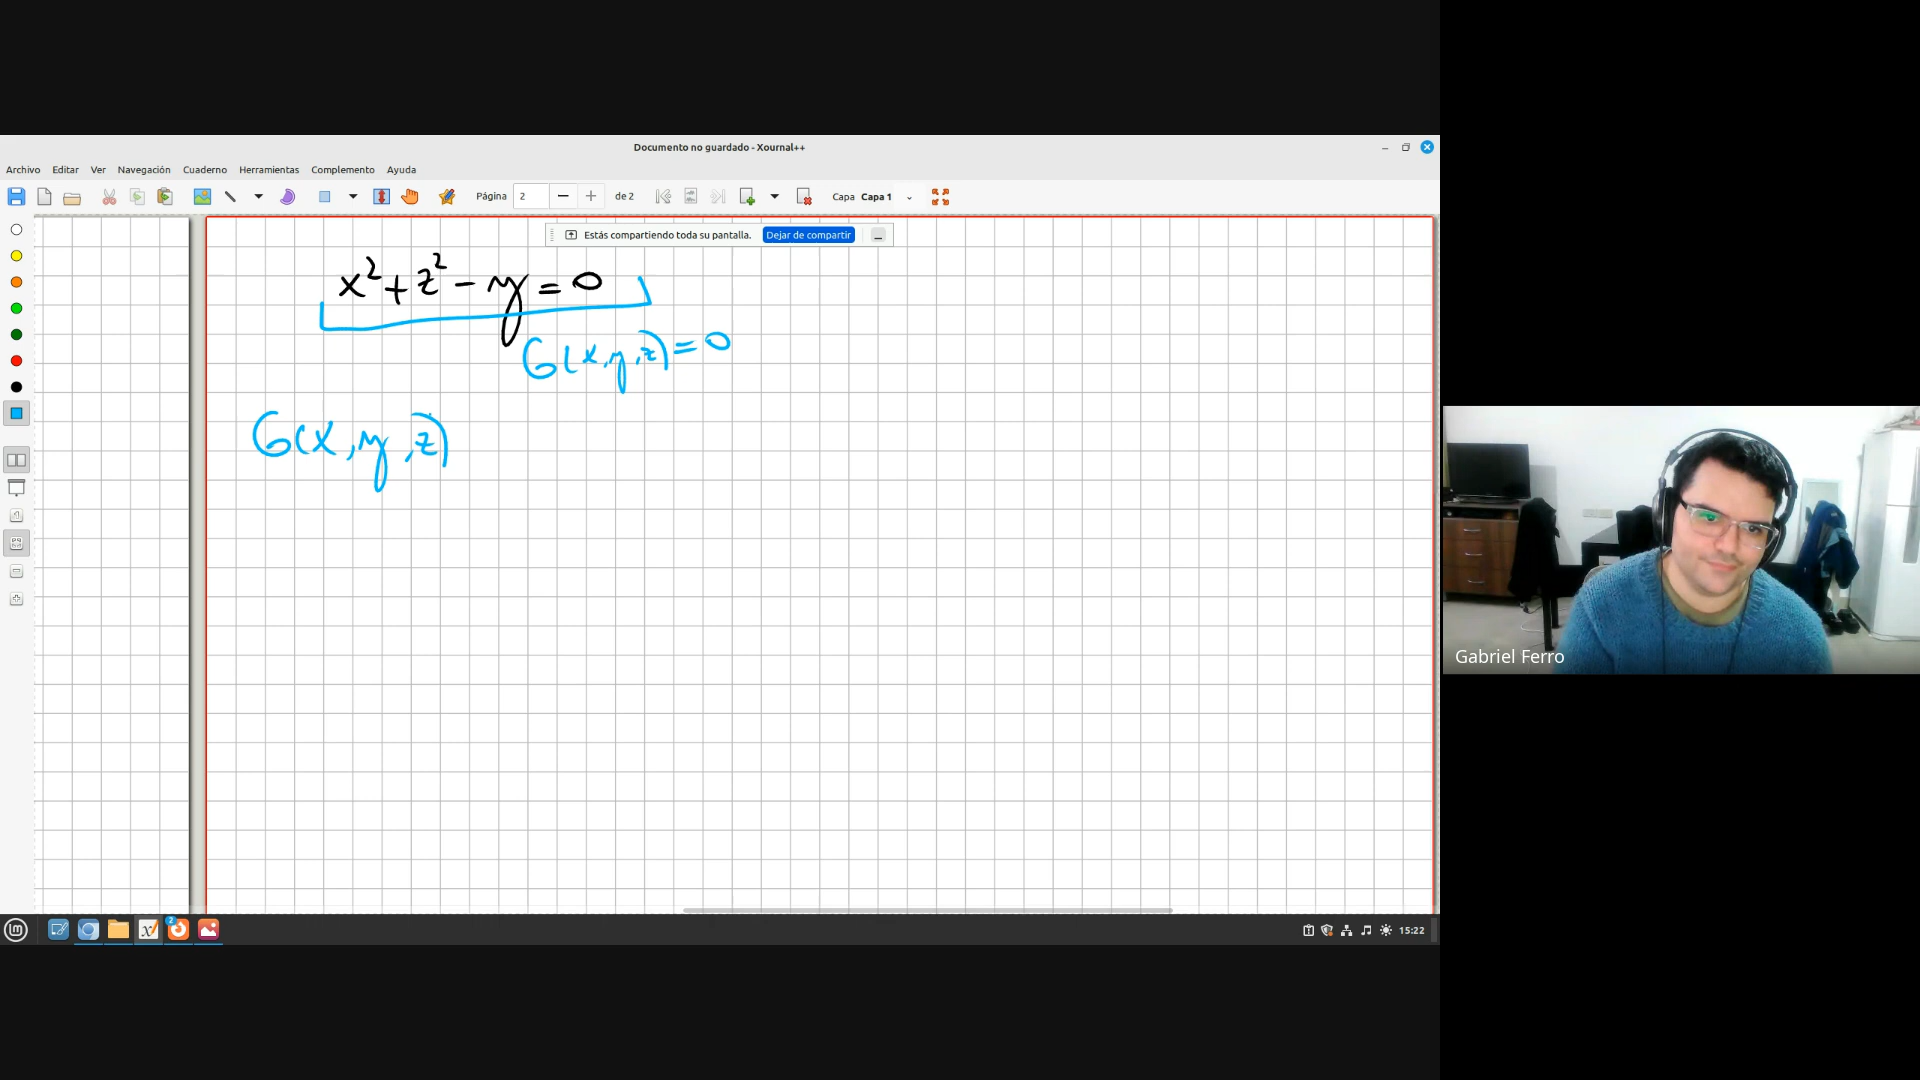 Documento no guardado - Xournal++
Archivo Editar Ver Navegación Cuaderno Herramientas Complemento Ayuda
Página 2 de 2 Capa Capa 1
Estás compartiendo toda su pantalla. Dejar de compartir
x² + z² - y = 0
G(x,y,z) = 0
G(x,y,z)
Gabriel Ferro
2
15:22